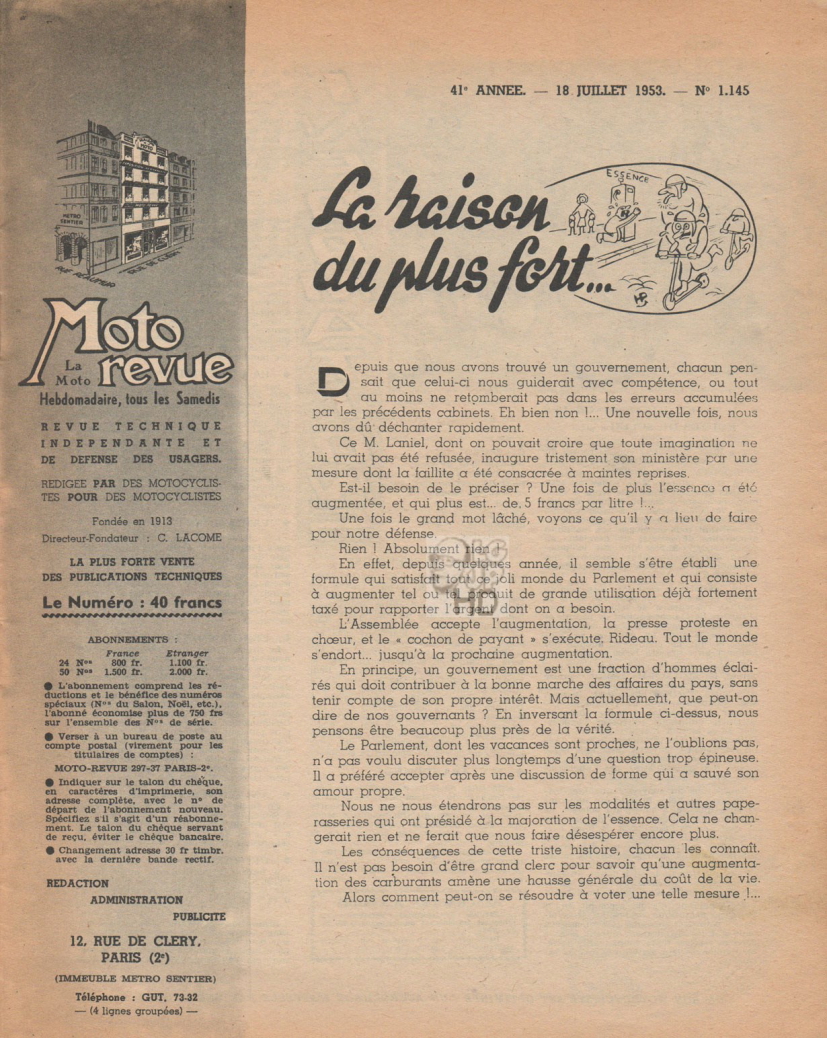 41e ANNEE. — 18 JUILLET 1953. — No 1.145
METRO
SENTIER
RUE REAUMUR
RUE DE CLERY
Moto
revue
La
Moto
Hebdomadaire, tous les Samedis
REVUE TECHNIQUE
INDEPENDANTE ET
DE DEFENSE DES USAGERS.
REDIGEE PAR DES MOTOCYCLIS-
TES POUR DES MOTOCYCLISTES
Fondée en 1913
Directeur-Fondateur : C. LACOME
LA PLUS FORTE VENTE
DES PUBLICATIONS TECHNIQUES
Le Numéro : 40 francs
ABONNEMENTS :
France Etranger
24 Nos 800 fr. 1.100 fr.
50 Nos 1.500 fr. 2.000 fr.
● L'abonnement comprend les ré-
ductions et le bénéfice des numéros
spéciaux (Nos du Salon, Noël, etc.),
l'abonné économise plus de 750 frs
sur l'ensemble des Nos de série.
● Verser à un bureau de poste au
compte postal (virement pour les
titulaires de comptes) :
MOTO-REVUE 297-37 PARIS-2e.
● Indiquer sur le talon du chèque,
en caractères d'imprimerie, son
adresse complète, avec le no de
départ de l'abonnement nouveau.
Spécifiez s'il s'agit d'un réabonne-
ment. Le talon du chèque servant
de reçu, éviter le chèque bancaire.
● Changement adresse 30 fr timbr.
avec la dernière bande rectif.
REDACTION
ADMINISTRATION
PUBLICITE
12, RUE DE CLERY,
PARIS (2e)
(IMMEUBLE METRO SENTIER)
Téléphone : GUT. 73-32
— (4 lignes groupées) —
La raison
du plus fort...
ESSENCE
Depuis que nous avons trouvé un gouvernement, chacun pen-
sait que celui-ci nous guiderait avec compétence, ou tout
au moins ne retomberait pas dans les erreurs accumulées
par les précédents cabinets. Eh bien non !... Une nouvelle fois, nous
avons dû déchanter rapidement.
Ce M. Laniel, dont on pouvait croire que toute imagination ne
lui avait pas été refusée, inaugure tristement son ministère par une
mesure dont la faillite a été consacrée à maintes reprises.
Est-il besoin de le préciser ? Une fois de plus l'essence a été
augmentée, et qui plus est... de 5 francs par litre !...
Une fois le grand mot lâché, voyons ce qu'il y a lieu de faire
pour notre défense.
Rien ! Absolument rien !
En effet, depuis quelques année, il semble s'être établi une
formule qui satisfait tout ce joli monde du Parlement et qui consiste
à augmenter tel ou tel produit de grande utilisation déjà fortement
taxé pour rapporter l'argent dont on a besoin.
L'Assemblée accepte l'augmentation, la presse proteste en
chœur, et le « cochon de payant » s'exécute. Rideau. Tout le monde
s'endort... jusqu'à la prochaine augmentation.
En principe, un gouvernement est une fraction d'hommes éclai-
rés qui doit contribuer à la bonne marche des affaires du pays, sans
tenir compte de son propre intérêt. Mais actuellement, que peut-on
dire de nos gouvernants ? En inversant la formule ci-dessus, nous
pensons être beaucoup plus près de la vérité.
Le Parlement, dont les vacances sont proches, ne l'oublions pas,
n'a pas voulu discuter plus longtemps d'une question trop épineuse.
Il a préféré accepter après une discussion de forme qui a sauvé son
amour propre.
Nous ne nous étendrons pas sur les modalités et autres pape-
rasseries qui ont présidé à la majoration de l'essence. Cela ne chan-
gerait rien et ne ferait que nous faire désespérer encore plus.
Les conséquences de cette triste histoire, chacun les connaît.
Il n'est pas besoin d'être grand clerc pour savoir qu'une augmenta-
tion des carburants amène une hausse générale du coût de la vie.
Alors comment peut-on se résoudre à voter une telle mesure !...
HD